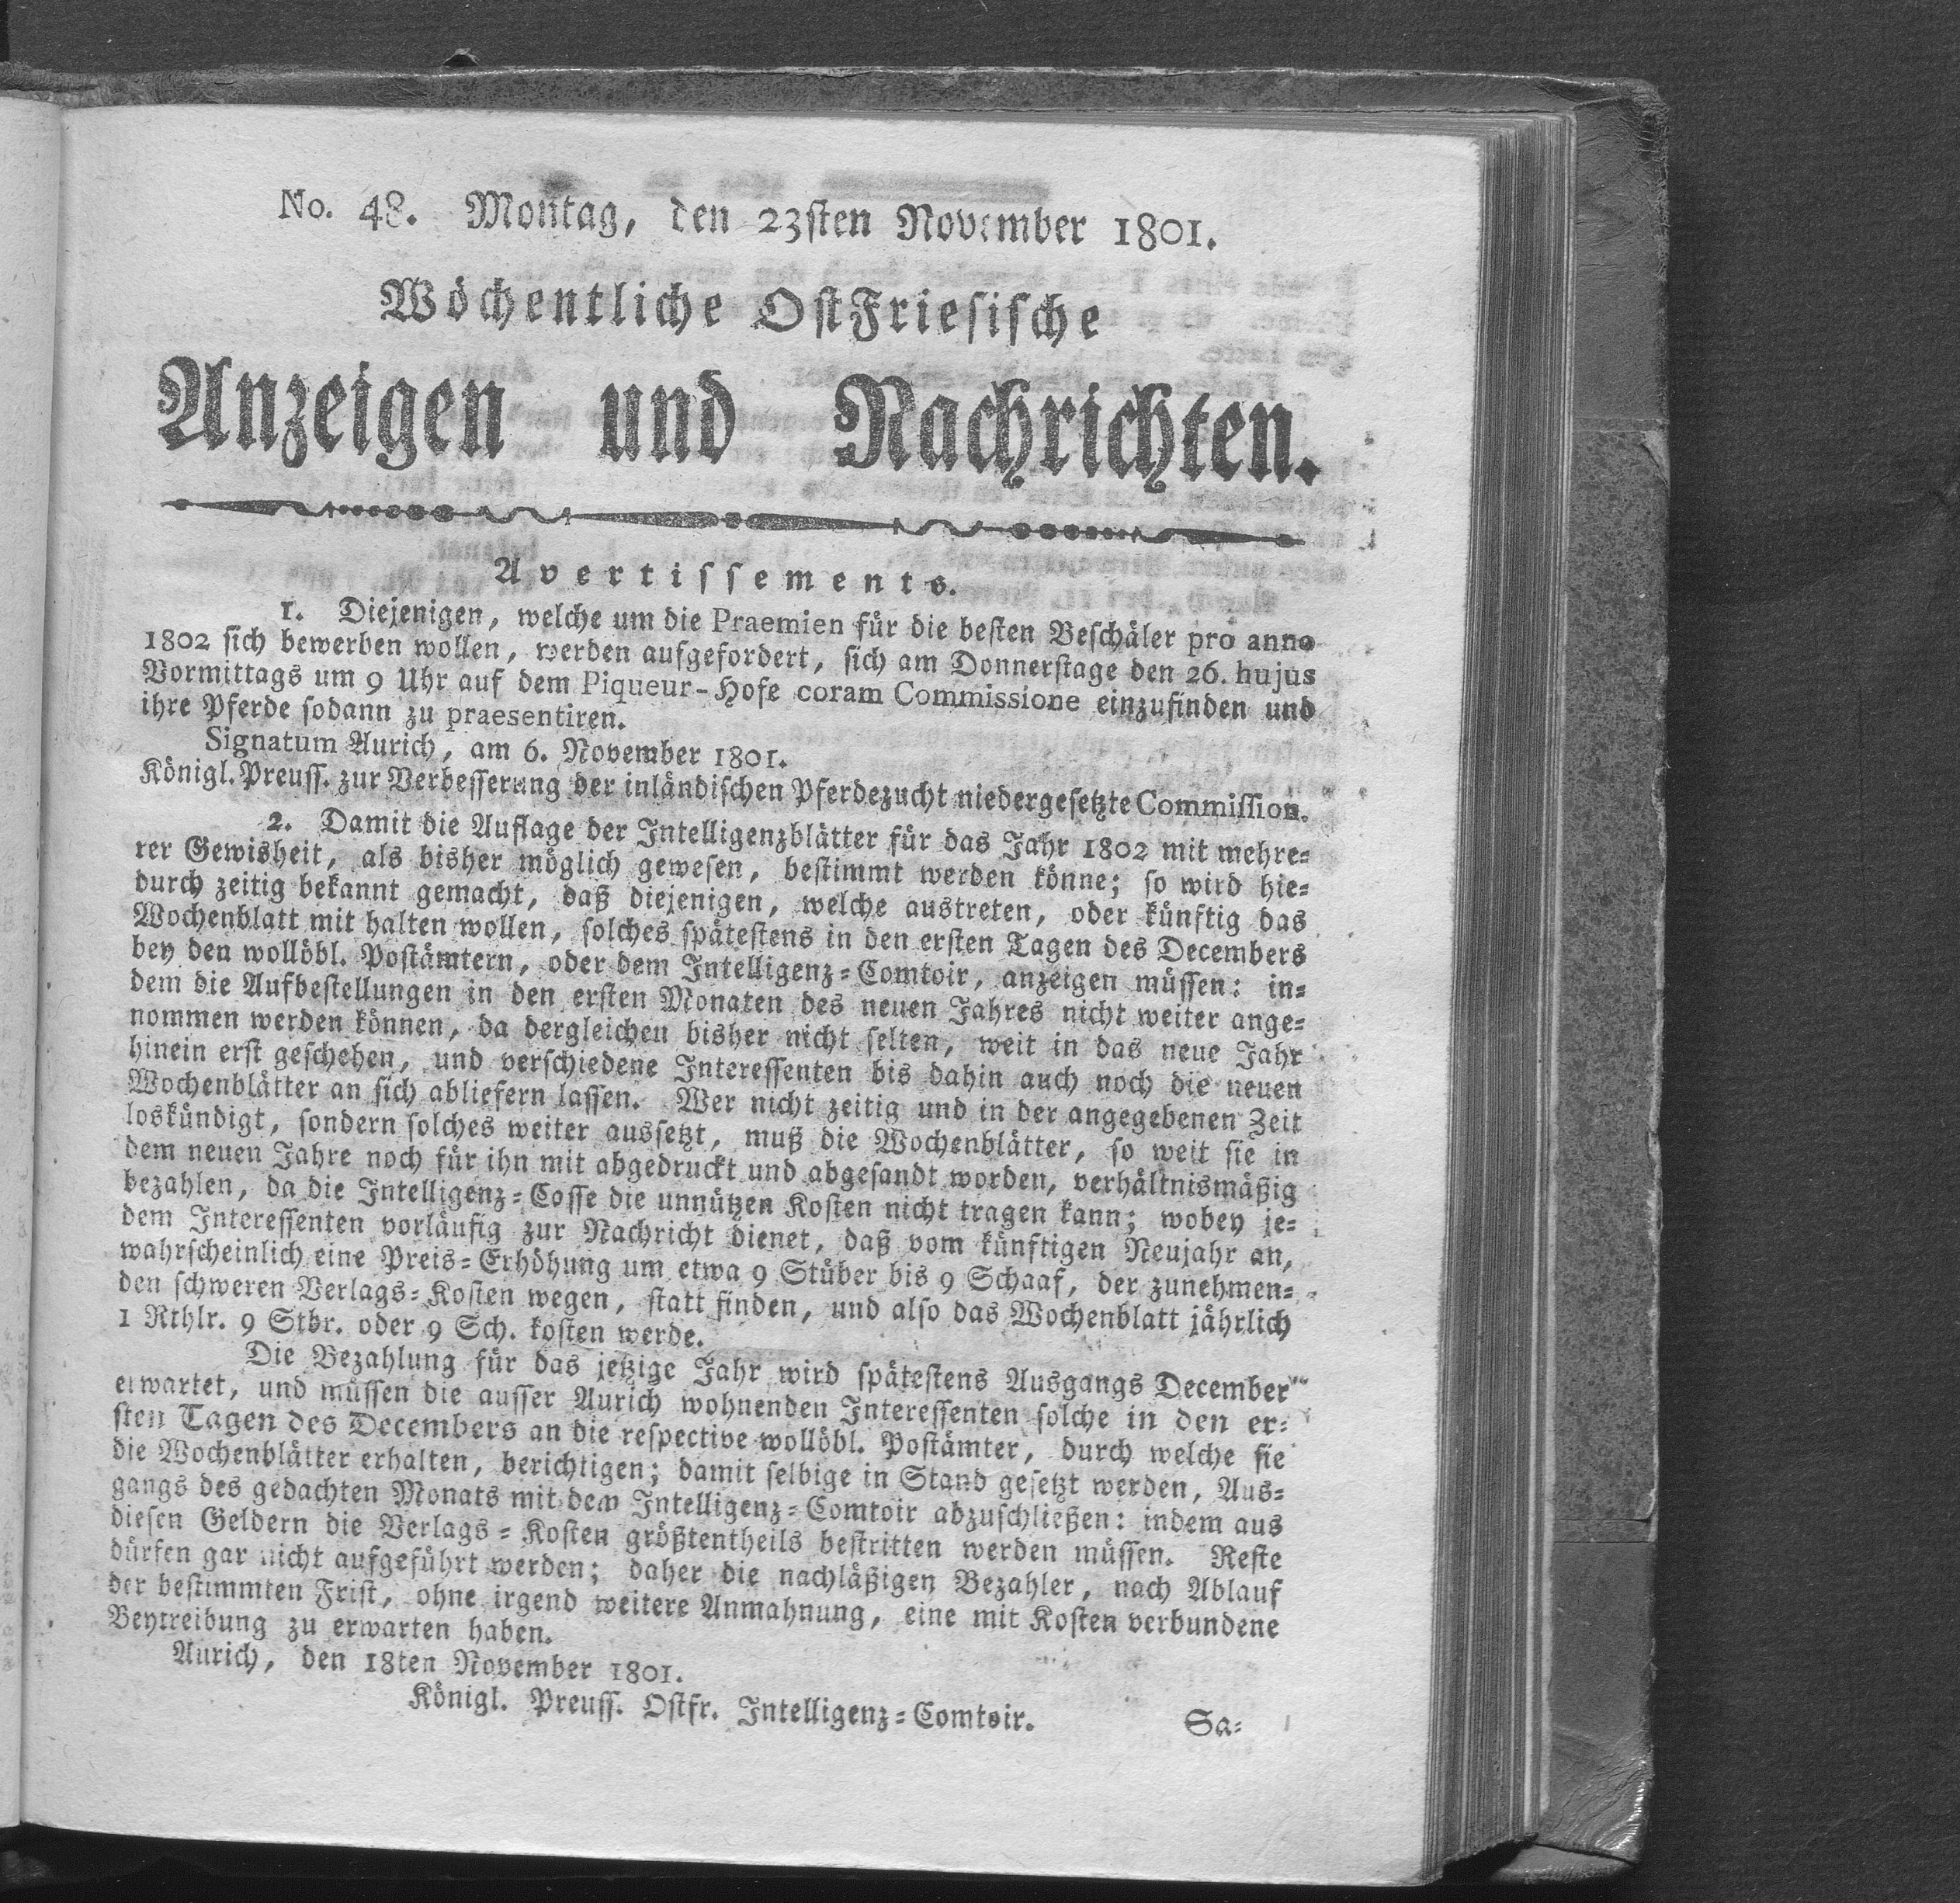 No. 48. Montag, den 23sten November 1801.
Wöchentliche OstFriesische
Anzeigen und Nachrichten.
Avertissements.
1. Diejenigen, welche um die Praemien für die besten Beschäler pro anno
1802 sich bewerben wollen, werden aufgefordert, sich am Donnerstage den 26. hujus
Vormittags um 9 Uhr auf dem Piqueur-Hofe coram Commissione einzufinden und
ihre Pferde sodann zu praesentiren.
Signatum Aurich, am 6. November 1801.
Königl. Preuss. zur Verbesserung der inländischen Pferdezucht niedergesetzte Commission.
2. Damit die Auflage der Intelligenzblätter für das Jahr 1802 mit mehre-
rer Gewisheit, als bisher möglich gewesen, bestimmt werden könne; so wird hie-
durch zeitig bekannt gemacht, daß diejenigen, welche austreten, oder künftig das
Wochenblatt mit halten wollen, solches spätestens in den ersten Tagen des Decembers
bey den wollöbl. Postämtern, oder dem Intelligenz-Comtoir, anzeigen müssen: in-
dem die Aufbestellungen in den ersten Monaten des neuen Jahres nicht weiter ange-
nommen werden können, da dergleichen bisher nicht selten, weit in das neue Jahr
hinein erst geschehen, und verschiedene Interessenten bis dahin auch noch die neuen
Wochenblätter an sich abliefern lassen. Wer nicht zeitig und in der angegebenen Zeit
loskündigt, sondern solches weiter aussetzt, muß die Wochenblätter, so weit sie in
dem neuen Jahre noch für ihn mit abgedruckt und abgesandt worden, verhältnismäßig
bezahlen, da die Intelligenz-Cosse die unnützen Kosten nicht tragen kann; wobey je-
dem Interessenten vorläufig zur Nachricht dienet, daß vom künftigen Neujahr an,
wahrscheinlich eine Preis-Erhöhung um etwa 9 Stüber bis 9 Schaaf, der zunehmen-
den schweren Verlags-Kosten wegen, statt finden, und also das Wochenblatt jährlich
1 Rthlr. 9 Stbr. oder 9 Sch. kosten werde.
Die Bezahlung für das jetzige Jahr wird spätestens Ausgangs December
erwartet, und müssen die ausser Aurich wohnenden Interessenten solche in den er-
sten Tagen des Decembers an die respective wollöbl. Postämter, durch welche sie
die Wochenblätter erhalten, berichtigen; damit selbige in Stand gesetzt werden, Aus-
gangs des gedachten Monats mit dem Intelligenz-Comtoir abzuschließen: indem aus
diesen Geldern die Verlags-Kosten größtentheils bestritten werden müssen. Reste
dürfen gar nicht aufgeführt werden; daher die nachläßigen Bezahler, nach Ablauf
der bestimmten Frist, ohne irgend weitere Anmahnung, eine mit Kosten verbundene
Beytreibung zu erwarten haben.
Aurich, den 18ten November 1801.
Königl. Preuss. Ostfr. Intelligenz-Comtoir.
Sa-